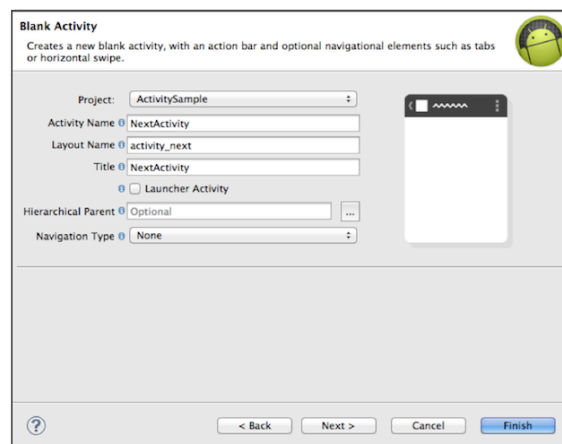 Blank Activity
Creates a new blank activity, with an action bar and optional navigational elements such as tabs
or horizontal swipe.
Project: ActivitySample
Activity Name NextActivity
Layout Name activity_next
Title NextActivity
Launcher Activity
Hierarchical Parent Optional ...
Navigation Type None
? < Back Next > Cancel Finish